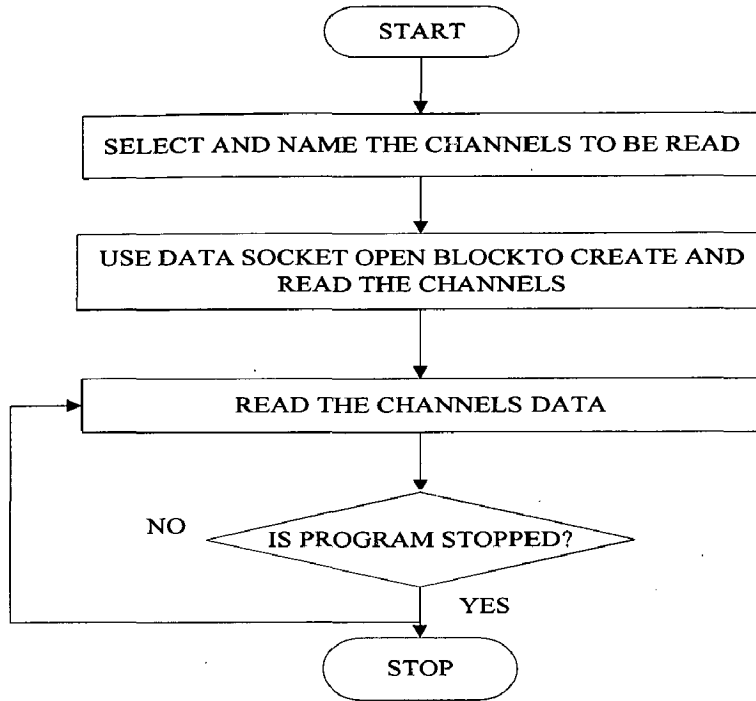 START
SELECT AND NAME THE CHANNELS TO BE READ
USE DATA SOCKET OPEN BLOCKTO CREATE AND
READ THE CHANNELS
READ THE CHANNELS DATA
NO
IS PROGRAM STOPPED?
YES
STOP